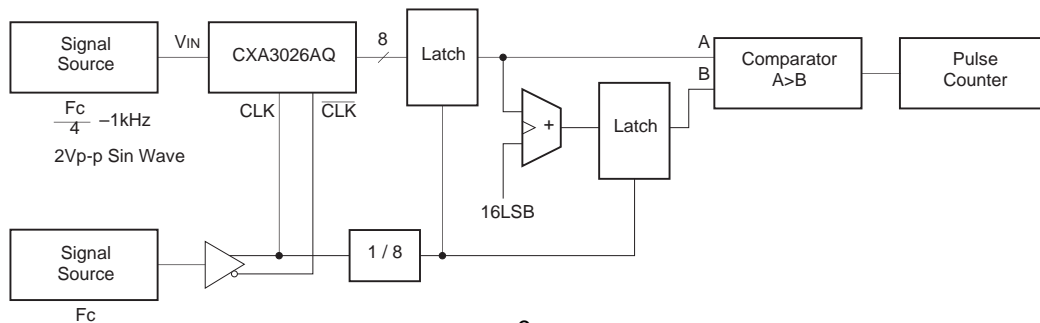 Signal
Source
VIN
CXA3026AQ
8
Latch
A
B
Comparator
A>B
Pulse
Counter
Fc
4
–1kHz
2Vp-p Sin Wave
CLK
CLK
+
Latch
16LSB
Signal
Source
1 / 8
Fc